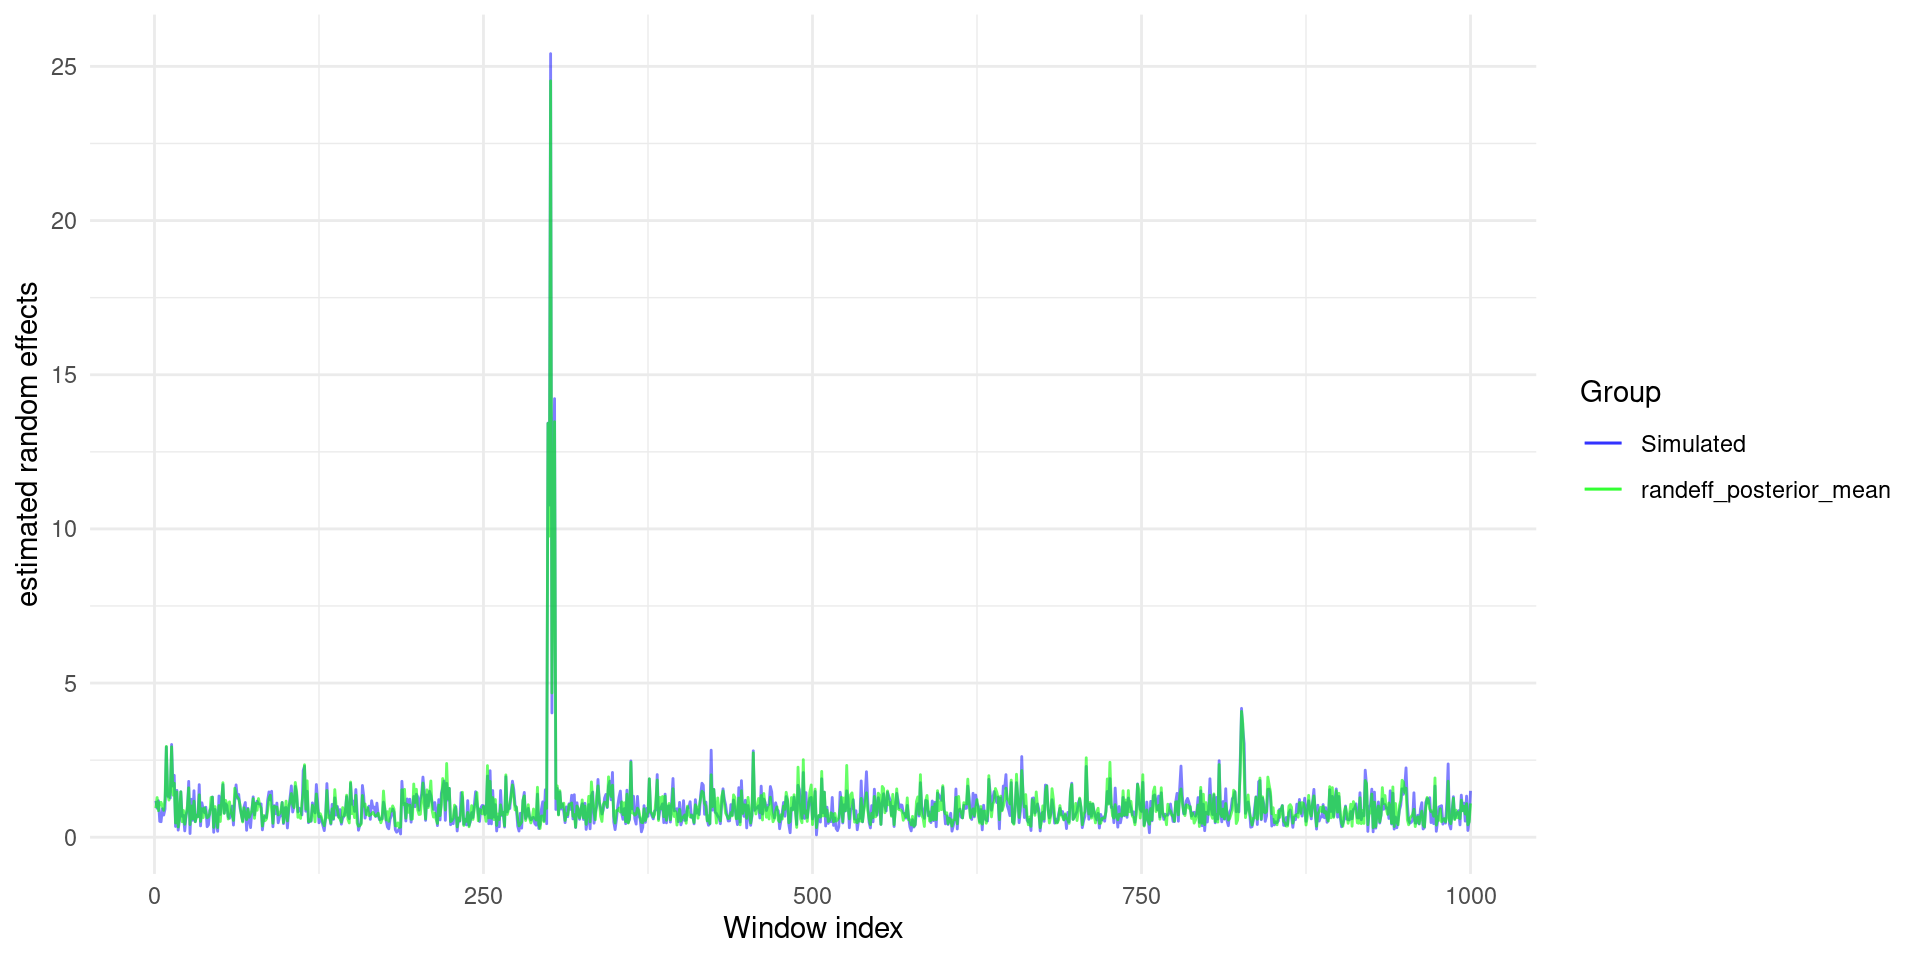 25
20
15
10
5
0
estimated random effects
0
250
500
750
1000
Window index
Group
Simulated
randeff_posterior_mean